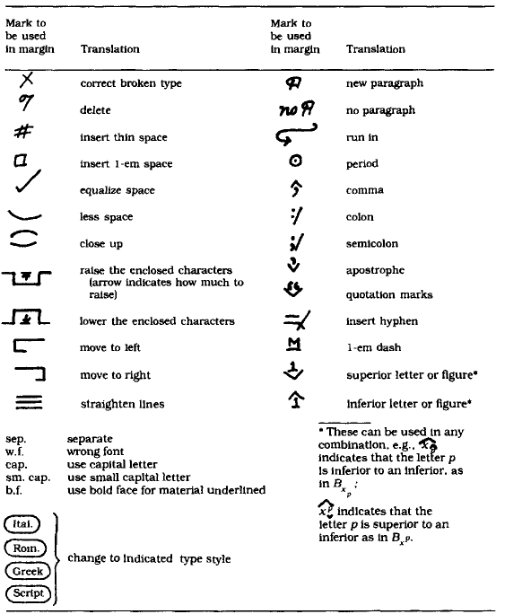 Mark to
be used
in margin Translation
correct broken type
delete
# insert thin space
insert 1-em space
equalize space
less space
close up
raise the enclosed characters
(arrow indicates how much to
raise)
lower the enclosed characters
move to left
move to right
straighten lines
sep. separate
w.f. wrong font
cap. use capital letter
sm. cap. use small capital letter
b.f. use bold face for material underlined
Ital.
Rom.
Greek
Script
change to indicated type style
Mark to
be used
in margin Translation
¶ new paragraph
no ¶ no paragraph
run in
⊙ period
, comma
:/ colon
;/ semicolon
apostrophe
quotation marks
insert hyphen
M 1-em dash
superior letter or figure*
inferior letter or figure*
* These can be used in any
combination, e.g., x p
indicates that the letter p
is inferior to an inferior, as
in B x p ;
x p indicates that the
letter p is superior to an
inferior as in B x p.